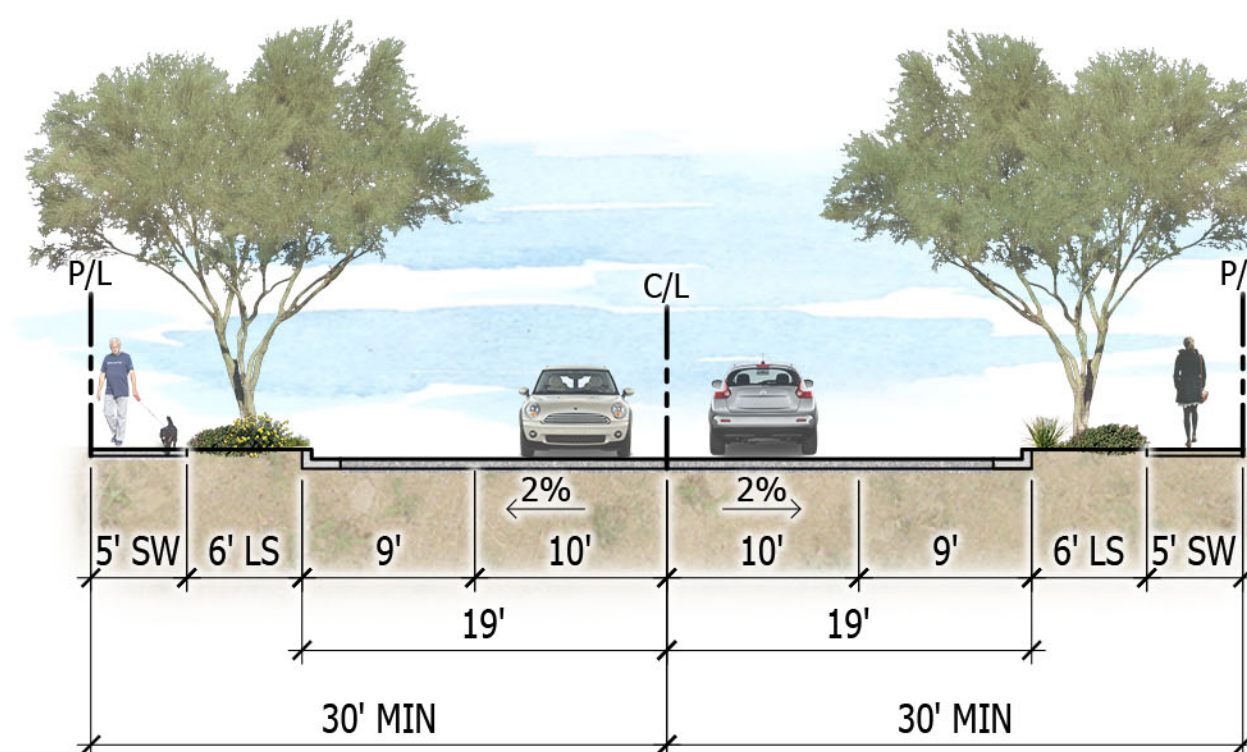 P/L
C/L
P/
2%
2%
5' SW 6' LS 9' 10' 10' 9' 6' LS 5' SW
19' 19'
30' MIN 30' MIN